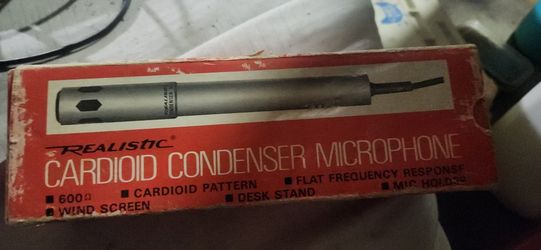 REALISTIC
CARDIOID CONDENSER MICROPHONE
■ 600Ω ■ CARDIOID PATTERN ■ FLAT FREQUENCY RESPONSE
■ WIND SCREEN ■ DESK STAND ■ MIC HOLDER